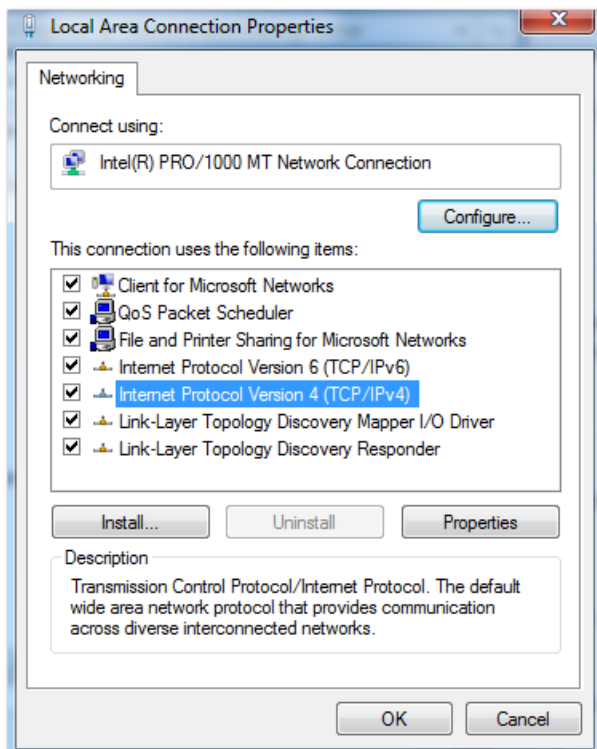 Local Area Connection Properties
Networking
Connect using:
Intel(R) PRO/1000 MT Network Connection
Configure...
This connection uses the following items:
Client for Microsoft Networks
QoS Packet Scheduler
File and Printer Sharing for Microsoft Networks
Internet Protocol Version 6 (TCP/IPv6)
Internet Protocol Version 4 (TCP/IPv4)
Link-Layer Topology Discovery Mapper I/O Driver
Link-Layer Topology Discovery Responder
Install... Uninstall Properties
Description
Transmission Control Protocol/Internet Protocol. The default
wide area network protocol that provides communication
across diverse interconnected networks.
OK Cancel